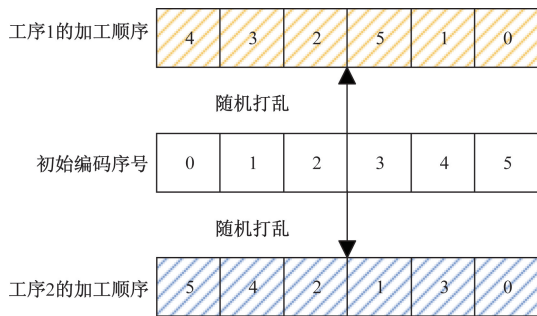 工序1的加工顺序 4 3 2 5 1 0
随机打乱
初始编码序号 0 1 2 3 4 5
随机打乱
工序2的加工顺序 5 4 2 1 3 0